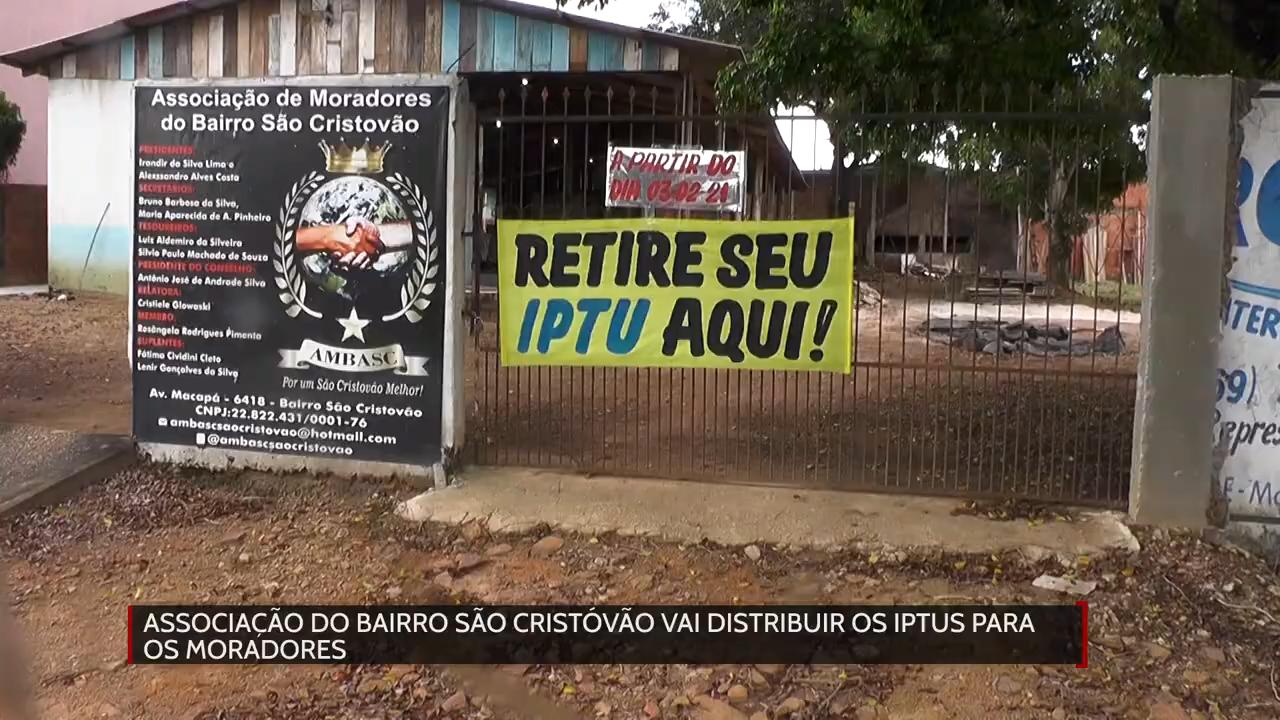 Associação de Moradores
do Bairro São Cristovão
PRESIDENTES:
Irandir da Silva Lima e
Alexssandro Alves Costa
SECRETÁRIOS:
Bruno Barbosa da Silva,
Maria Aparecida de A. Pinheiro
TESOUREIROS:
Luis Aldemiro da Silveira
Silvio Paulo Machado de Souza
PRESIDENTE DO CONSELHO:
Antônio José de Andrade Silva
RELATORA:
Cristiele Glowaski
MEMBRO:
Rosângela Rodrigues Pimenta
SUPLENTES:
Fátima Cividini Cleto
Lenir Gonçalves da Silva
AMBASC
Por um São Cristovão Melhor!
Av. Macapá - 6418 - Bairro São Cristovão
CNPJ:22.822.431/0001-76
ambascsaocristovao@hotmail.com
@ambascsaocristovao
A PARTIR DO
DIA 03-02-21
RETIRE SEU
IPTU AQUI!
69)
ASSOCIAÇÃO DO BAIRRO SÃO CRISTÓVÃO VAI DISTRIBUIR OS IPTUS PARA
OS MORADORES